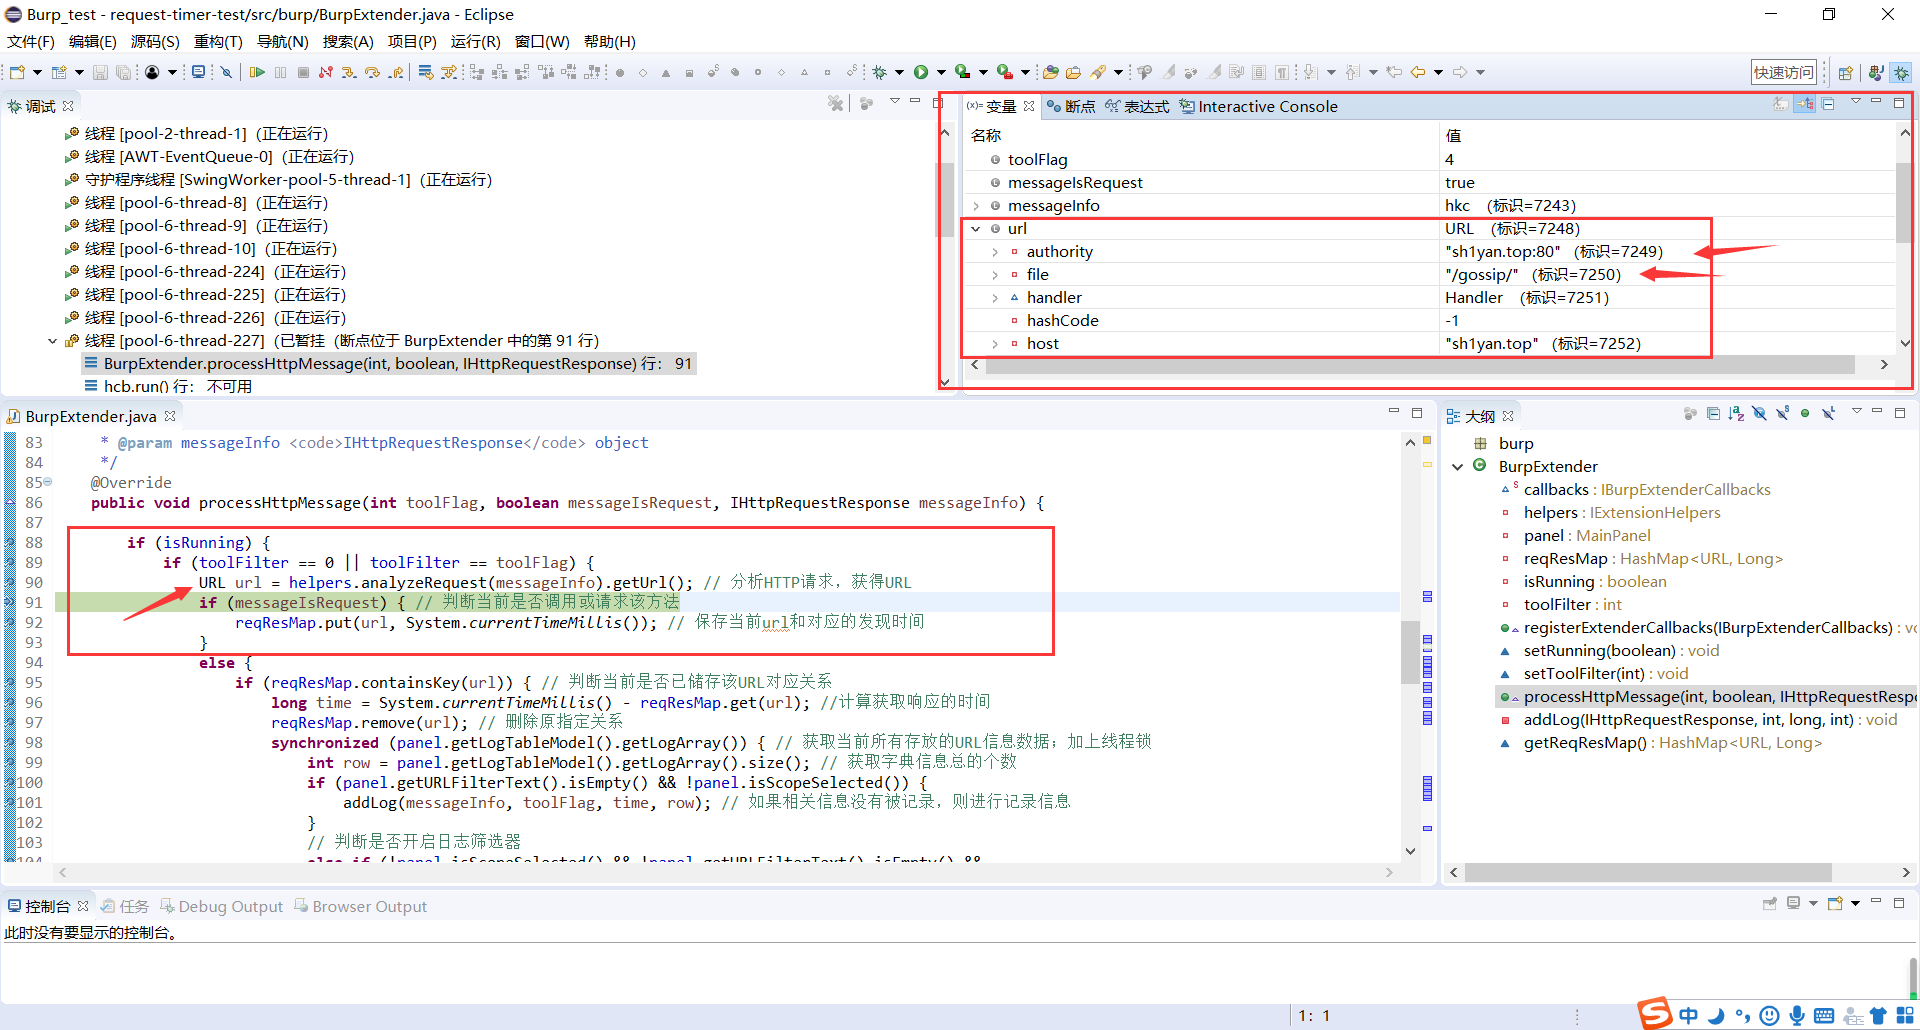 Burp_test - request-timer-test/src/burp/BurpExtender.java - Eclipse
文件(F) 编辑(E) 源码(S) 重构(T) 导航(N) 搜索(A) 项目(P) 运行(R) 窗口(W) 帮助(H)
快速访问
调试
线程 [pool-2-thread-1] (正在运行)
线程 [AWT-EventQueue-0] (正在运行)
守护程序线程 [SwingWorker-pool-5-thread-1] (正在运行)
线程 [pool-6-thread-8] (正在运行)
线程 [pool-6-thread-9] (正在运行)
线程 [pool-6-thread-10] (正在运行)
线程 [pool-6-thread-224] (正在运行)
线程 [pool-6-thread-225] (正在运行)
线程 [pool-6-thread-226] (正在运行)
线程 [pool-6-thread-227] (已暂挂 (断点位于 BurpExtender 中的第 91 行)
BurpExtender.processHttpMessage(int, boolean, IHttpRequestResponse) 行: 91
hcb.run() 行: 不可用
(x)= 变量 断点 表达式 Interactive Console
名称 值
toolFlag 4
messageIsRequest true
messageInfo hkc (标识=7243)
url URL (标识=7248)
authority "sh1yan.top:80" (标识=7249)
file "/gossip/" (标识=7250)
handler Handler (标识=7251)
hashCode -1
host "sh1yan.top" (标识=7252)
BurpExtender.java
83 * @param messageInfo <code>IHttpRequestResponse</code> object
84 */
85 @Override
86 public void processHttpMessage(int toolFlag, boolean messageIsRequest, IHttpRequestResponse messageInfo) {
87
88 if (isRunning) {
89 if (toolFilter == 0 || toolFilter == toolFlag) {
90 URL url = helpers.analyzeRequest(messageInfo).getUrl(); // 分析HTTP请求，获得URL
91 if (messageIsRequest) { // 判断当前是否调用或请求该方法
92 reqResMap.put(url, System.currentTimeMillis()); // 保存当前url和对应的发现时间
93 }
94 else {
95 if (reqResMap.containsKey(url)) { // 判断当前是否已储存该URL对应关系
96 long time = System.currentTimeMillis() - reqResMap.get(url); //计算获取响应的时间
97 reqResMap.remove(url); // 删除原指定关系
98 synchronized (panel.getLogTableModel().getLogArray()) { // 获取当前所有存放的URL信息数据；加上线程锁
99 int row = panel.getLogTableModel().getLogArray().size(); // 获取字典信息总的个数
100 if (panel.getURLFilterText().isEmpty() && !panel.isScopeSelected()) {
101 addLog(messageInfo, toolFlag, time, row); // 如果相关信息没有被记录，则进行记录信息
102 }
103 // 判断是否开启日志筛选器
104 else if (!panel.isScopeSelected() && !panel.getURLFilterText().isEmpty() &&
大纲
burp
BurpExtender
callbacks : IBurpExtenderCallbacks
helpers : IExtensionHelpers
panel : MainPanel
reqResMap : HashMap<URL, Long>
isRunning : boolean
toolFilter : int
registerExtenderCallbacks(IBurpExtenderCallbacks) : vo
setRunning(boolean) : void
setToolFilter(int) : void
processHttpMessage(int, boolean, IHttpRequestRespo
addLog(IHttpRequestResponse, int, long, int) : void
getReqResMap() : HashMap<URL, Long>
控制台 任务 Debug Output Browser Output
此时没有要显示的控制台。
1: 1
中